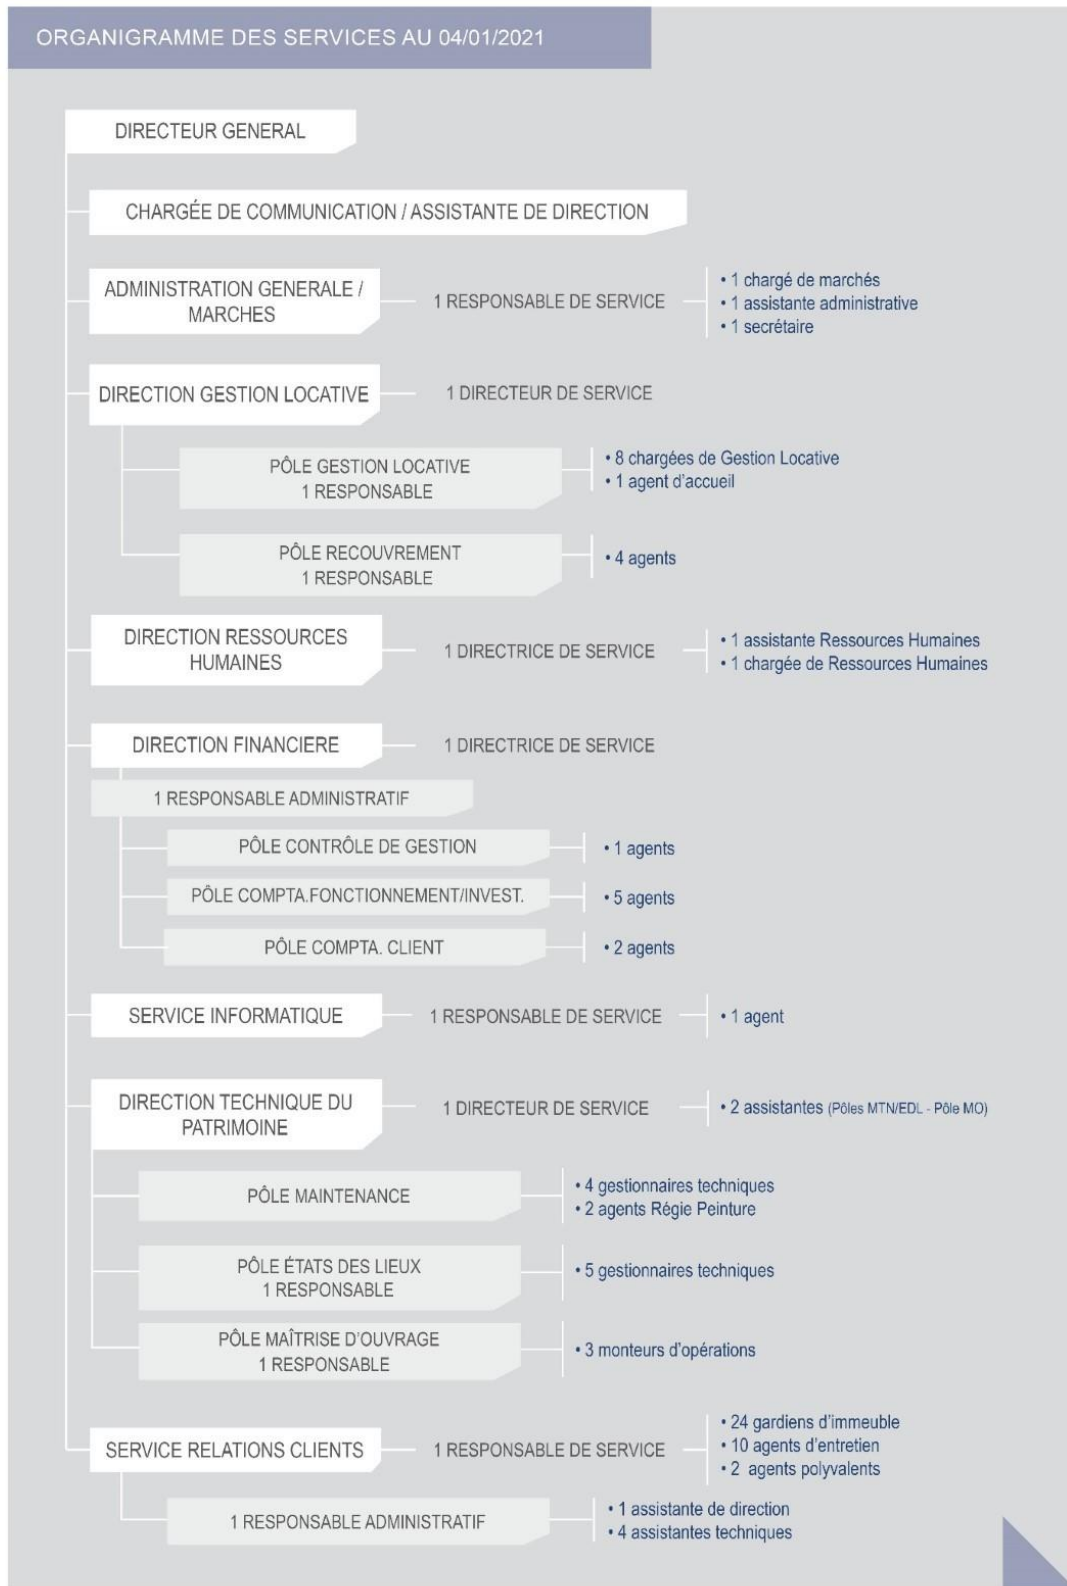 ORGANIGRAMME DES SERVICES AU 04/01/2021
DIRECTEUR GENERAL
CHARGÉE DE COMMUNICATION / ASSISTANTE DE DIRECTION
ADMINISTRATION GENERALE /
MARCHES
1 RESPONSABLE DE SERVICE
• 1 chargé de marchés
• 1 assistante administrative
• 1 secrétaire
DIRECTION GESTION LOCATIVE
1 DIRECTEUR DE SERVICE
PÔLE GESTION LOCATIVE
1 RESPONSABLE
• 8 chargées de Gestion Locative
• 1 agent d'accueil
PÔLE RECOUVREMENT
1 RESPONSABLE
• 4 agents
DIRECTION RESSOURCES
HUMAINES
1 DIRECTRICE DE SERVICE
• 1 assistante Ressources Humaines
• 1 chargée de Ressources Humaines
DIRECTION FINANCIERE
1 DIRECTRICE DE SERVICE
1 RESPONSABLE ADMINISTRATIF
PÔLE CONTRÔLE DE GESTION
• 1 agents
PÔLE COMPTA.FONCTIONNEMENT/INVEST.
• 5 agents
PÔLE COMPTA. CLIENT
• 2 agents
SERVICE INFORMATIQUE
1 RESPONSABLE DE SERVICE
• 1 agent
DIRECTION TECHNIQUE DU
PATRIMOINE
1 DIRECTEUR DE SERVICE
• 2 assistantes (Pôles MTN/EDL - Pôle MO)
PÔLE MAINTENANCE
• 4 gestionnaires techniques
• 2 agents Régie Peinture
PÔLE ÉTATS DES LIEUX
1 RESPONSABLE
• 5 gestionnaires techniques
PÔLE MAÎTRISE D'OUVRAGE
1 RESPONSABLE
• 3 monteurs d'opérations
SERVICE RELATIONS CLIENTS
1 RESPONSABLE DE SERVICE
• 24 gardiens d'immeuble
• 10 agents d'entretien
• 2 agents polyvalents
1 RESPONSABLE ADMINISTRATIF
• 1 assistante de direction
• 4 assistantes techniques